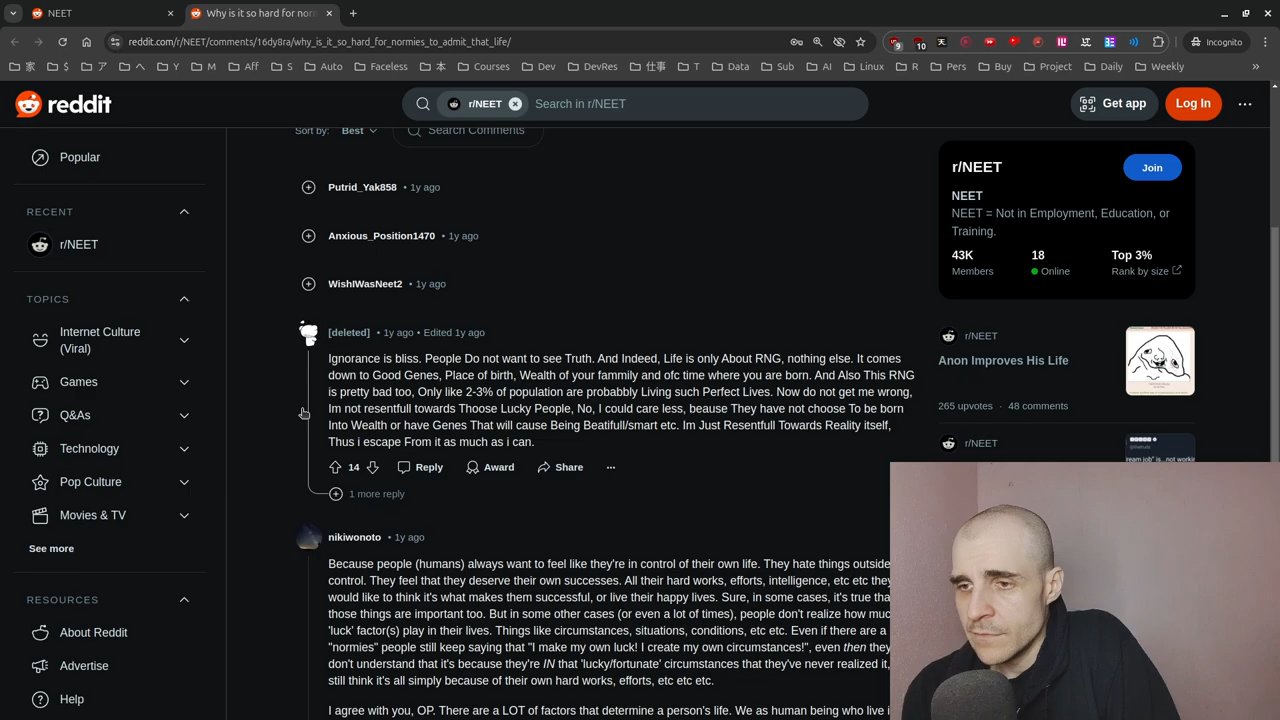 NEET
Why is it so hard for norm
reddit.com/r/NEET/comments/16dy8ra/why_is_it_so_hard_for_normies_to_admit_that_life/
9
10
Incognito
家
$
ア
へ
Y
M
Aff
S
Auto
Faceless
本
Courses
Dev
DevRes
仕事
T
Data
Sub
AI
Linux
R
Pers
Buy
Project
Daily
Weekly
reddit
r/NEET
Search in r/NEET
Get app
Log In
Popular
RECENT
r/NEET
TOPICS
Internet Culture
(Viral)
Games
Q&As
Technology
Pop Culture
Movies & TV
See more
RESOURCES
About Reddit
Advertise
Help
Sort by: Best
Search Comments
Putrid_Yak858 • 1y ago
Anxious_Position1470 • 1y ago
WishIWasNeet2 • 1y ago
[deleted] • 1y ago • Edited 1y ago
Ignorance is bliss. People Do not want to see Truth. And Indeed, Life is only About RNG, nothing else. It comes
down to Good Genes, Place of birth, Wealth of your fammily and ofc time where you are born. And Also This RNG
is pretty bad too, Only like 2-3% of population are probably Living such Perfect Lives. Now do not get me wrong,
Im not resentfull towards Thoose Lucky People, No, I could care less, beause They have not choose To be born
Into Wealth or have Genes That will cause Being Beatifull/smart etc. Im Just Resentfull Towards Reality itself,
Thus i escape From it as much as i can.
14
Reply
Award
Share
1 more reply
nikiwonoto • 1y ago
Because people (humans) always want to feel like they're in control of their own life. They hate things outside
control. They feel that they deserve their own successes. All their hard works, efforts, intelligence, etc etc they
would like to think it's what makes them successful, or live their happy lives. Sure, in some cases, it's true tha
those things are important too. But in some other cases (or even a lot of times), people don't realize how muc
'luck' factor(s) play in their lives. Things like circumstances, situations, conditions, etc etc. Even if there are a
"normies" people still keep saying that "I make my own luck! I create my own circumstances!", even then they
don't understand that it's because they're IN that 'lucky/fortunate' circumstances that they've never realized it,
still think it's all simply because of their own hard works, efforts, etc etc etc.
I agree with you, OP. There are a LOT of factors that determine a person's life. We as human being who live i
r/NEET
Join
NEET
NEET = Not in Employment, Education, or
Training.
43K
Members
18
Online
Top 3%
Rank by size
r/NEET
Anon Improves His Life
265 upvotes • 48 comments
r/NEET